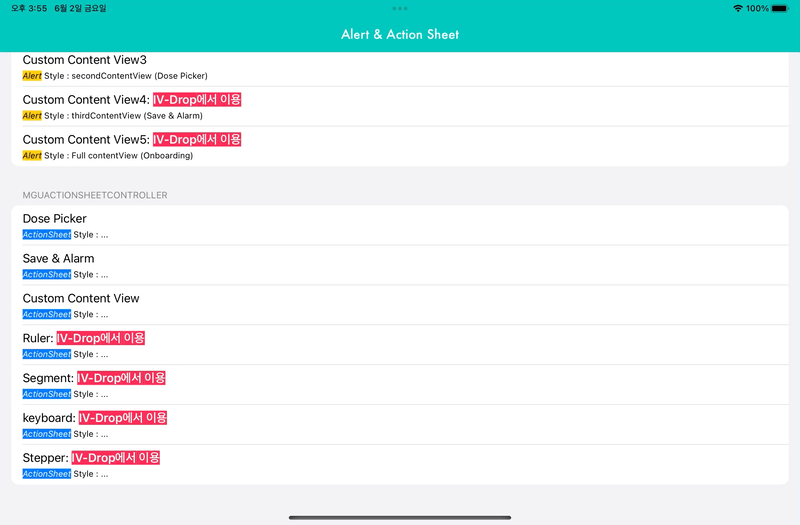 오후 3:55 6월 2일 금요일 100%
Alert & Action Sheet
Custom Content View3
Alert Style : secondContentView (Dose Picker)
Custom Content View4: IV-Drop에서 이용
Alert Style : thirdContentView (Save & Alarm)
Custom Content View5: IV-Drop에서 이용
Alert Style : Full contentView (Onboarding)
MGUACTIONSHEETCONTROLLER
Dose Picker
ActionSheet Style : ...
Save & Alarm
ActionSheet Style : ...
Custom Content View
ActionSheet Style : ...
Ruler: IV-Drop에서 이용
ActionSheet Style : ...
Segment: IV-Drop에서 이용
ActionSheet Style : ...
keyboard: IV-Drop에서 이용
ActionSheet Style : ...
Stepper: IV-Drop에서 이용
ActionSheet Style : ...